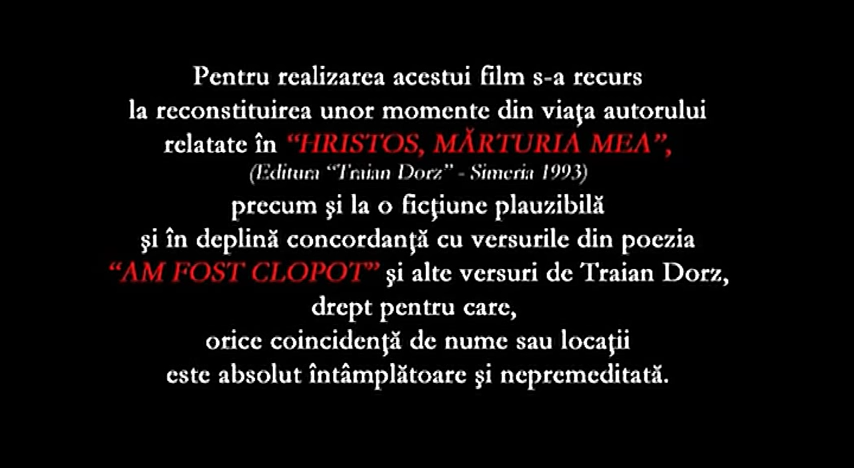 Pentru realizarea acestui film s-a recurs
la reconstituirea unor momente din viaţa autorului
relatate în “HRISTOS, MĂRTURIA MEA”,
(Editura “Traian Dorz” - Simeria 1993)
precum şi la o ficţiune plauzibilă
şi în deplină concordanţă cu versurile din poezia
“AM FOST CLOPOT” şi alte versuri de Traian Dorz,
drept pentru care,
orice coincidenţă de nume sau locaţii
este absolut întâmplătoare şi nepremeditată.